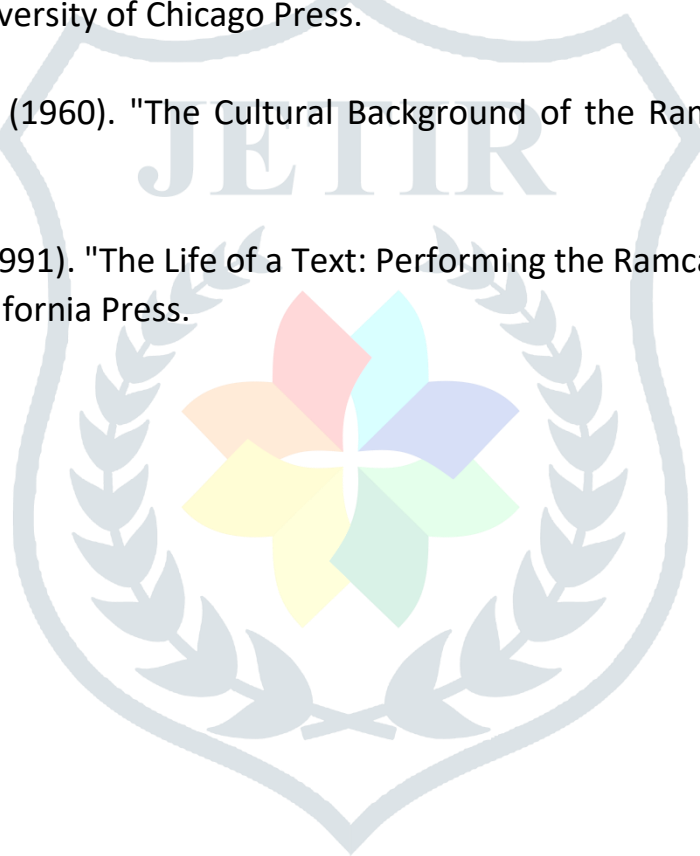 versity of Chicago Press.
(1960). "The Cultural Background of the Ran
JETIR
991). "The Life of a Text: Performing the Ramca
ifornia Press.